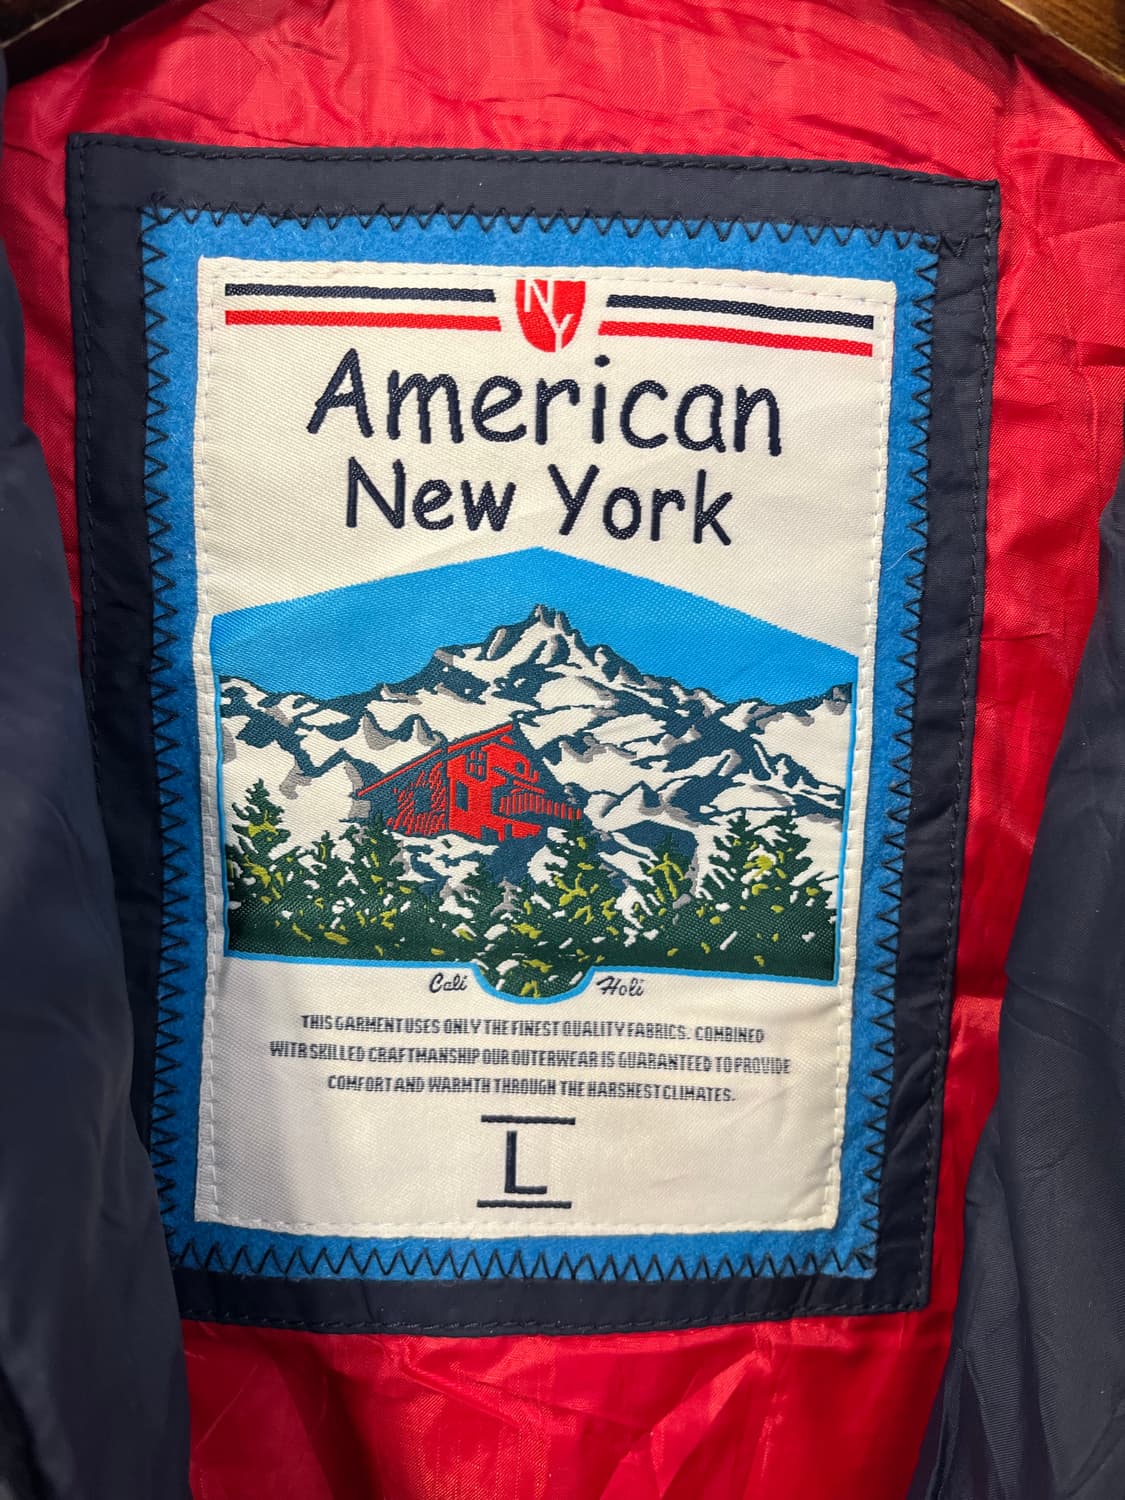 NY
American
New York
Cali Holi
THIS GARMENT USES ONLY THE FINEST QUALITY FABRICS. COMBINED
WITH SKILLED CRAFTMANSHIP OUR OUTERWEAR IS GUARANTEED TO PROVIDE
COMFORT AND WARMTH THROUGH THE HARSHEST CLIMATES.
L